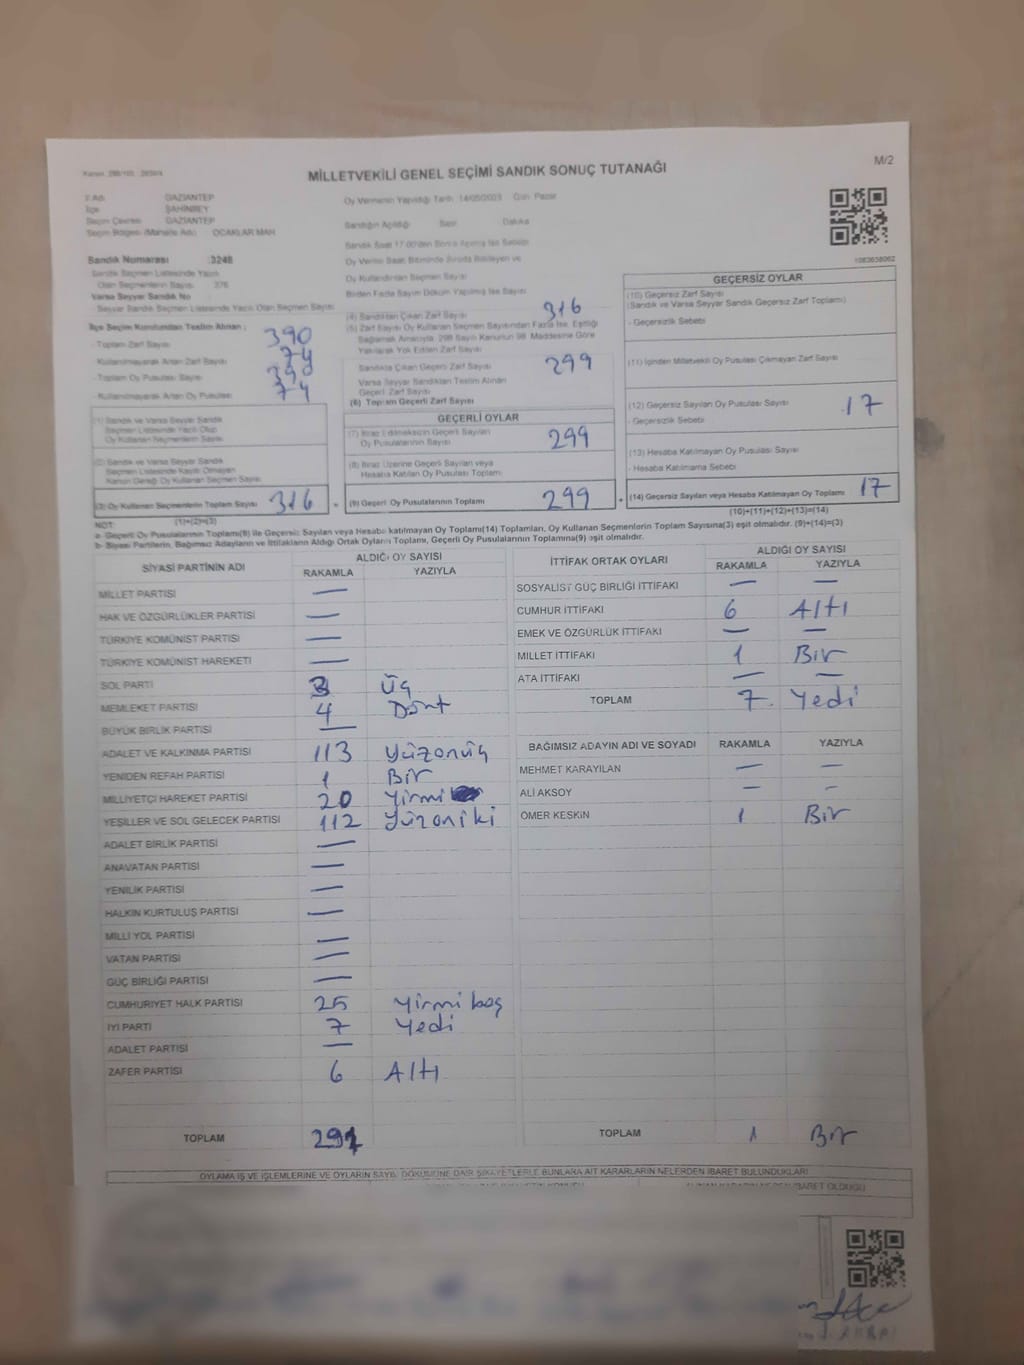 M/2
MİLLETVEKİLİ GENEL SEÇİMİ SANDIK SONUÇ TUTANAĞI
İl Adı GAZİANTEP
İlçe ŞAHİNBEY
Seçim Çevresi GAZİANTEP
Seçim Bölgesi (Mahalle Adı) OCAKLAR MAH
Sandık Numarası :3248
Sandık Seçmen Listesinde Yazılı
Olan Seçmenlerin Sayısı 376
Varsa Seyyar Sandık No
- Seyyar Sandık Seçmen Listesinde Yazılı Olan Seçmen Sayısı
İlçe Seçim Kurulundan Teslim Alınan ;
- Toplam Zarf Sayısı 390
- Kullanılmayarak Artan Zarf Sayısı 74
- Toplam Oy Pusulası Sayısı 390
- Kullanılmayarak Artan Oy Pusulası 74
(1) Sandık ve Varsa Seyyar Sandık
Seçmen Listesinde Yazılı Olup
Oy Kullanan Seçmenlerin Sayısı
(2) Sandık ve Varsa Seyyar Sandık
Seçmen Listesinde Kayıtlı Olmayan
Kanun Gereği Oy Kullanan Seçmen Sayısı
(3) Oy Kullanan Seçmenlerin Toplam Sayısı 316
(1)+(2)=(3)
Oy Vermenin Yapıldığı Tarih: Gün: Pazar
Sandığın Açıldığı Saat Dakika
Sandık Saat 17.00'den Sonra Açılmış İse Sebebi
Oy Verme Saati Bitiminde Sırada Bekleyen ve
Oy Kullandırılan Seçmen Sayısı
Birden Fazla Sayım Döküm Yapılmış İse Sayısı
(4) Sandıktan Çıkan Zarf Sayısı 316
(5) Zarf Sayısı Oy Kullanan Seçmen Sayısından Fazla İse, Eşitliği
Sağlamak Amacıyla, 298 Sayılı Kanunun 98. Maddesine Göre
Yakılarak Yok Edilen Zarf Sayısı
Sandıkta Çıkan Geçerli Zarf Sayısı 299
Varsa Seyyar Sandıktan Teslim Alınan
Geçerli Zarf Sayısı
(6) Toplam Geçerli Zarf Sayısı
GEÇERLİ OYLAR
(7) İtiraz Edilmeksizin Geçerli Sayılan
Oy Pusulalarının Sayısı 299
(8) İtiraz Üzerine Geçerli Sayılan veya
Hesaba Katılan Oy Pusulası Toplamı
(9) Geçerli Oy Pusulalarının Toplamı 299
1083638002
GEÇERSİZ OYLAR
(10) Geçersiz Zarf Sayısı
(Sandık ve Varsa Seyyar Sandık Geçersiz Zarf Toplamı)
- Geçersizlik Sebebi
(11) İçinden Milletvekili Oy Pusulası Çıkmayan Zarf Sayısı
(12) Geçersiz Sayılan Oy Pusulası Sayısı 17
- Geçersizlik Sebebi
(13) Hesaba Katılmayan Oy Pusulası Sayısı
- Hesaba Katılmama Sebebi
(14) Geçersiz Sayılan veya Hesaba Katılmayan Oy Toplamı 17
(10)+(11)+(12)+(13)=(14)
NOT:
a- Geçerli Oy Pusulalarının Toplamı(9) ile Geçersiz Sayılan veya Hesaba katılmayan Oy Toplamı(14) Toplamları, Oy Kullanan Seçmenlerin Toplam Sayısına(3) eşit olmalıdır. (9)+(14)=(3)
b- Siyasi Partilerin, Bağımsız Adayların ve İttifakların Aldığı Ortak Oyların Toplamı, Geçerli Oy Pusulalarının Toplamına(9) eşit olmalıdır.
SİYASİ PARTİNİN ADI ALDIĞI OY SAYISI
RAKAMLA YAZIYLA
MİLLET PARTİSI —
HAK VE ÖZGÜRLÜKLER PARTİSİ —
TÜRKİYE KOMÜNİST PARTİSİ —
TÜRKİYE KOMÜNİST HAREKETİ —
SOL PARTİ 3 Üç
MEMLEKET PARTİSİ 4 Dört
BÜYÜK BİRLİK PARTİSİ —
ADALET VE KALKINMA PARTİSİ 113 Yüzonüç
YENİDEN REFAH PARTİSİ 1 Bir
MİLLİYETÇİ HAREKET PARTİSİ 20 Yirmi
YEŞİLLER VE SOL GELECEK PARTİSİ 112 Yüzoniki
ADALET BİRLİK PARTİSİ —
ANAVATAN PARTİSİ —
YENİLİK PARTİSİ —
HALKIN KURTULUŞ PARTİSİ —
MİLLİ YOL PARTİSİ —
VATAN PARTİSİ —
GÜÇ BİRLİĞİ PARTİSİ —
CUMHURİYET HALK PARTİSİ 25 Yirmi beş
İYİ PARTİ 7 Yedi
ADALET PARTİSİ —
ZAFER PARTİSİ 6 Altı
TOPLAM 291
İTTİFAK ORTAK OYLARI ALDIĞI OY SAYISI
RAKAMLA YAZIYLA
SOSYALİST GÜÇ BİRLİĞİ İTTİFAKI — —
CUMHUR İTTİFAKI 6 Altı
EMEK VE ÖZGÜRLÜK İTTİFAKI — —
MİLLET İTTİFAKI 1 Bir
ATA İTTİFAKI — —
TOPLAM 7 Yedi
BAĞIMSIZ ADAYIN ADI VE SOYADI RAKAMLA YAZIYLA
MEHMET KARAYILAN — —
ALİ AKSOY — —
ÖMER KESKİN 1 Bir
TOPLAM 1 Bir
OYLAMA İŞ VE İŞLEMLERİNE VE OYLARIN SAYIM DÖKÜMÜNE DAİR ŞİKAYETLERLE BUNLARA AİT KARARLARIN NELERDEN İBARET BULUNDUKLARI